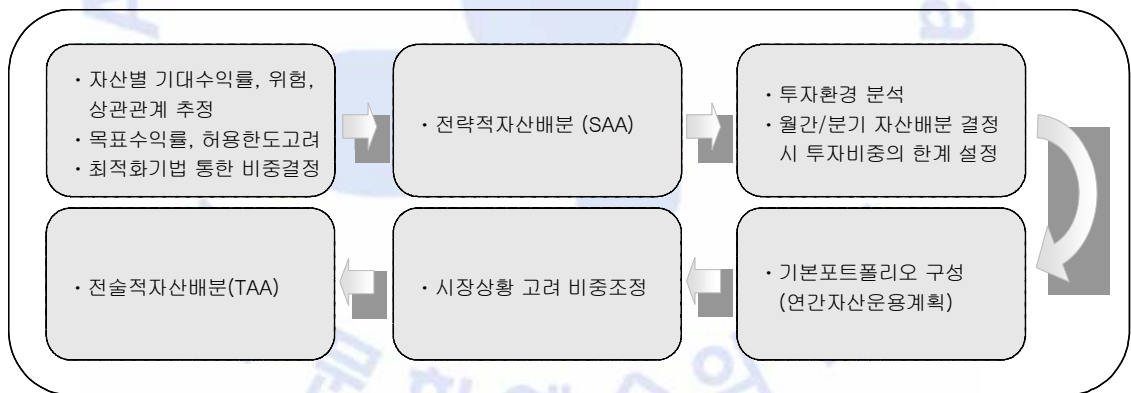 · 자산별 기대수익률, 위험,
상관관계 추정
· 목표수익률, 허용한도고려
· 최적화기법 통한 비중결정
· 전략적자산배분 (SAA)
· 투자환경 분석
· 월간/분기 자산배분 결정
시 투자비중의 한계 설정
· 기본포트폴리오 구성
(연간자산운용계획)
· 시장상황 고려 비중조정
· 전술적자산배분(TAA)